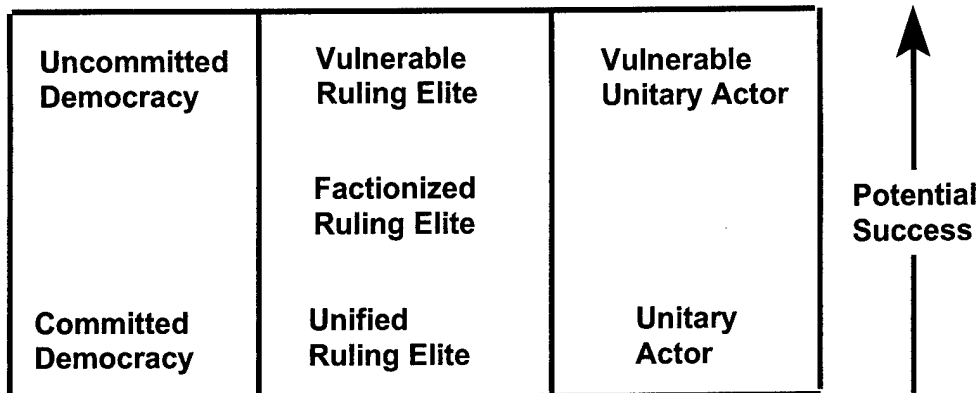 Uncommitted
Democracy
Vulnerable
Ruling Elite
Vulnerable
Unitary Actor
Factionized
Ruling Elite
Potential
Success
Committed
Democracy
Unified
Ruling Elite
Unitary
Actor